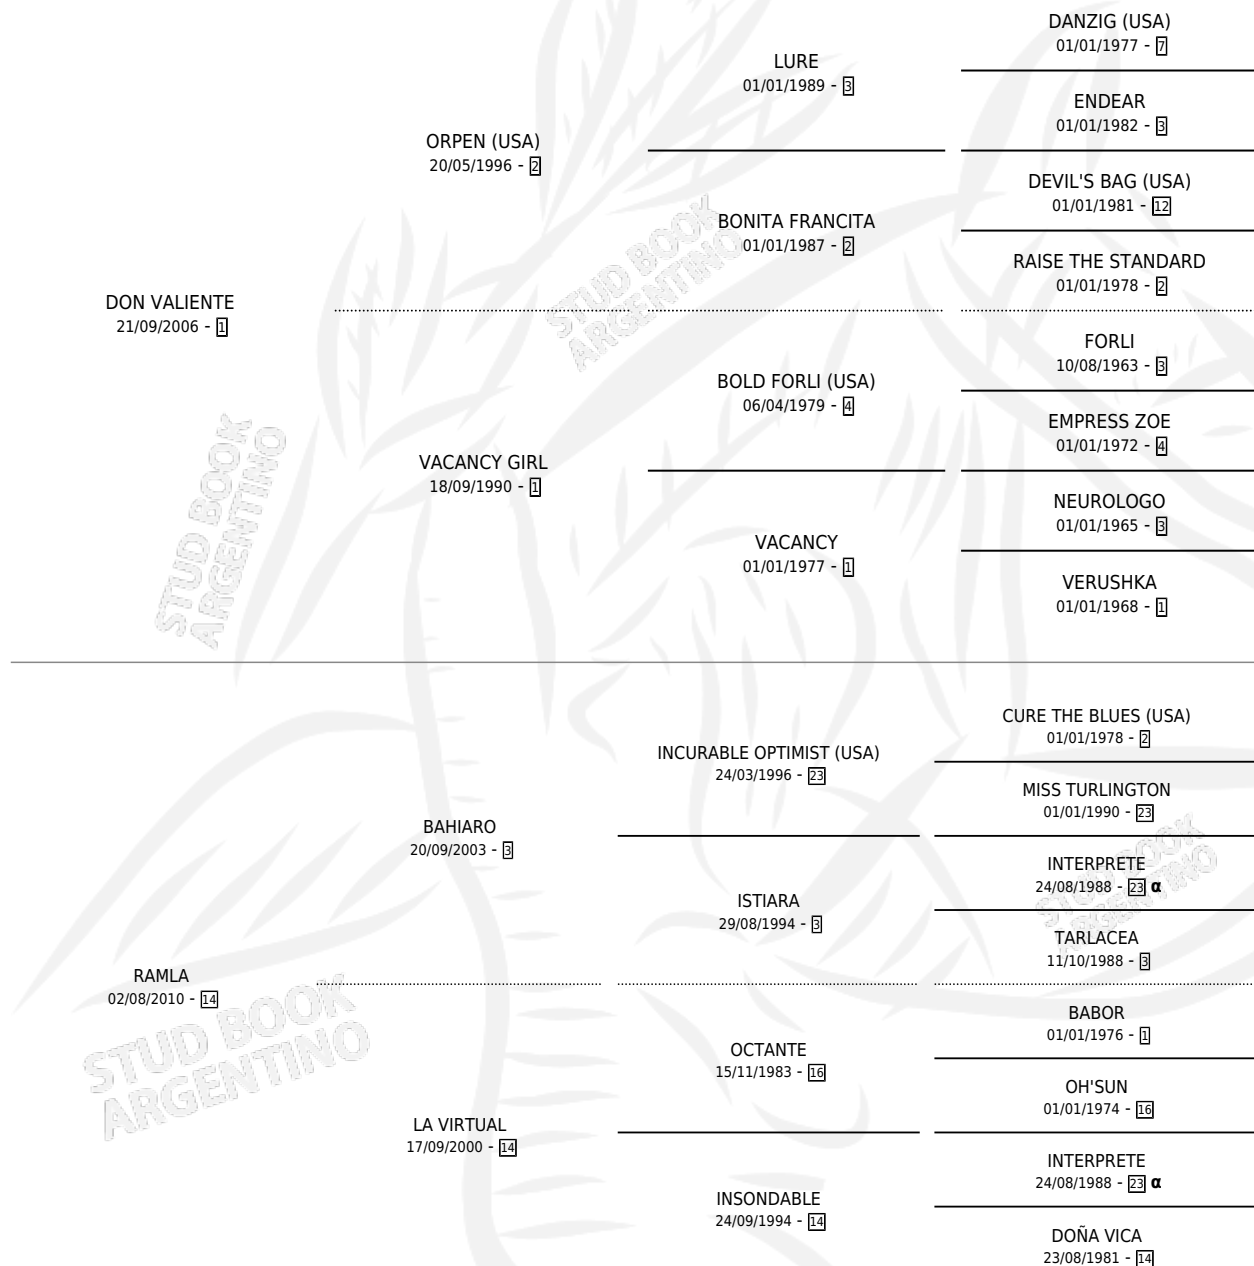 DANZIG (USA)
01/01/1977 - 7
LURE
01/01/1989 - 3
ENDEAR
01/01/1982 - 3
ORPEN (USA)
20/05/1996 - 2
DEVIL'S BAG (USA)
01/01/1981 - 12
BONITA FRANCITA
01/01/1987 - 2
RAISE THE STANDARD
01/01/1978 - 2
DON VALIENTE
21/09/2006 - 1
FORLI
10/08/1963 - 3
BOLD FORLI (USA)
06/04/1979 - 4
EMPRESS ZOE
01/01/1972 - 4
VACANCY GIRL
18/09/1990 - 1
NEUROLOGO
01/01/1965 - 3
VACANCY
01/01/1977 - 1
VERUSHKA
01/01/1968 - 1
STUD BOOK
ARGENTINO
STUD BOOK
ARGENTINO
CURE THE BLUES (USA)
01/01/1978 - 2
INCURABLE OPTIMIST (USA)
24/03/1996 - 23
MISS TURLINGTON
01/01/1990 - 23
BAHIARO
20/09/2003 - 3
INTERPRETE
24/08/1988 - 23 α
ISTIARA
29/08/1994 - 3
TARLACEA
11/10/1988 - 3
RAMLA
02/08/2010 - 14
BABOR
01/01/1976 - 1
OCTANTE
15/11/1983 - 16
OH'SUN
01/01/1974 - 16
LA VIRTUAL
17/09/2000 - 14
INTERPRETE
24/08/1988 - 23 α
INSONDABLE
24/09/1994 - 14
DOÑA VICA
23/08/1981 - 14
STUD BOOK
ARGENTINO
STUD BOOK
ARGENTINO